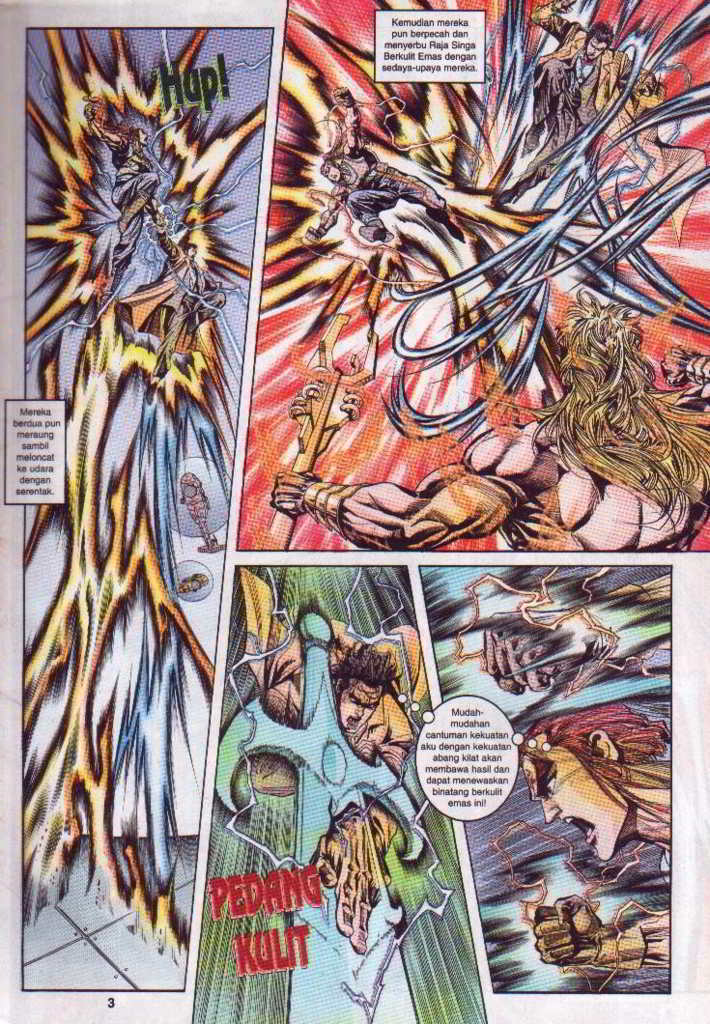 Hup!
Mereka
berdua pun
meraung
sambil
meloncat
ke udara
dengan
serentak.
Kemudian mereka
pun berpecah dan
menyerbu Raja Singa
Berkulit Emas dengan
sedaya-upaya mereka.
PEDANG
KULIT
Mudah-
mudahan
cantuman kekuatan
aku dengan kekuatan
abang kilat akan
membawa hasil dan
dapat menewaskan
binatang berkulit
emas ini!
3